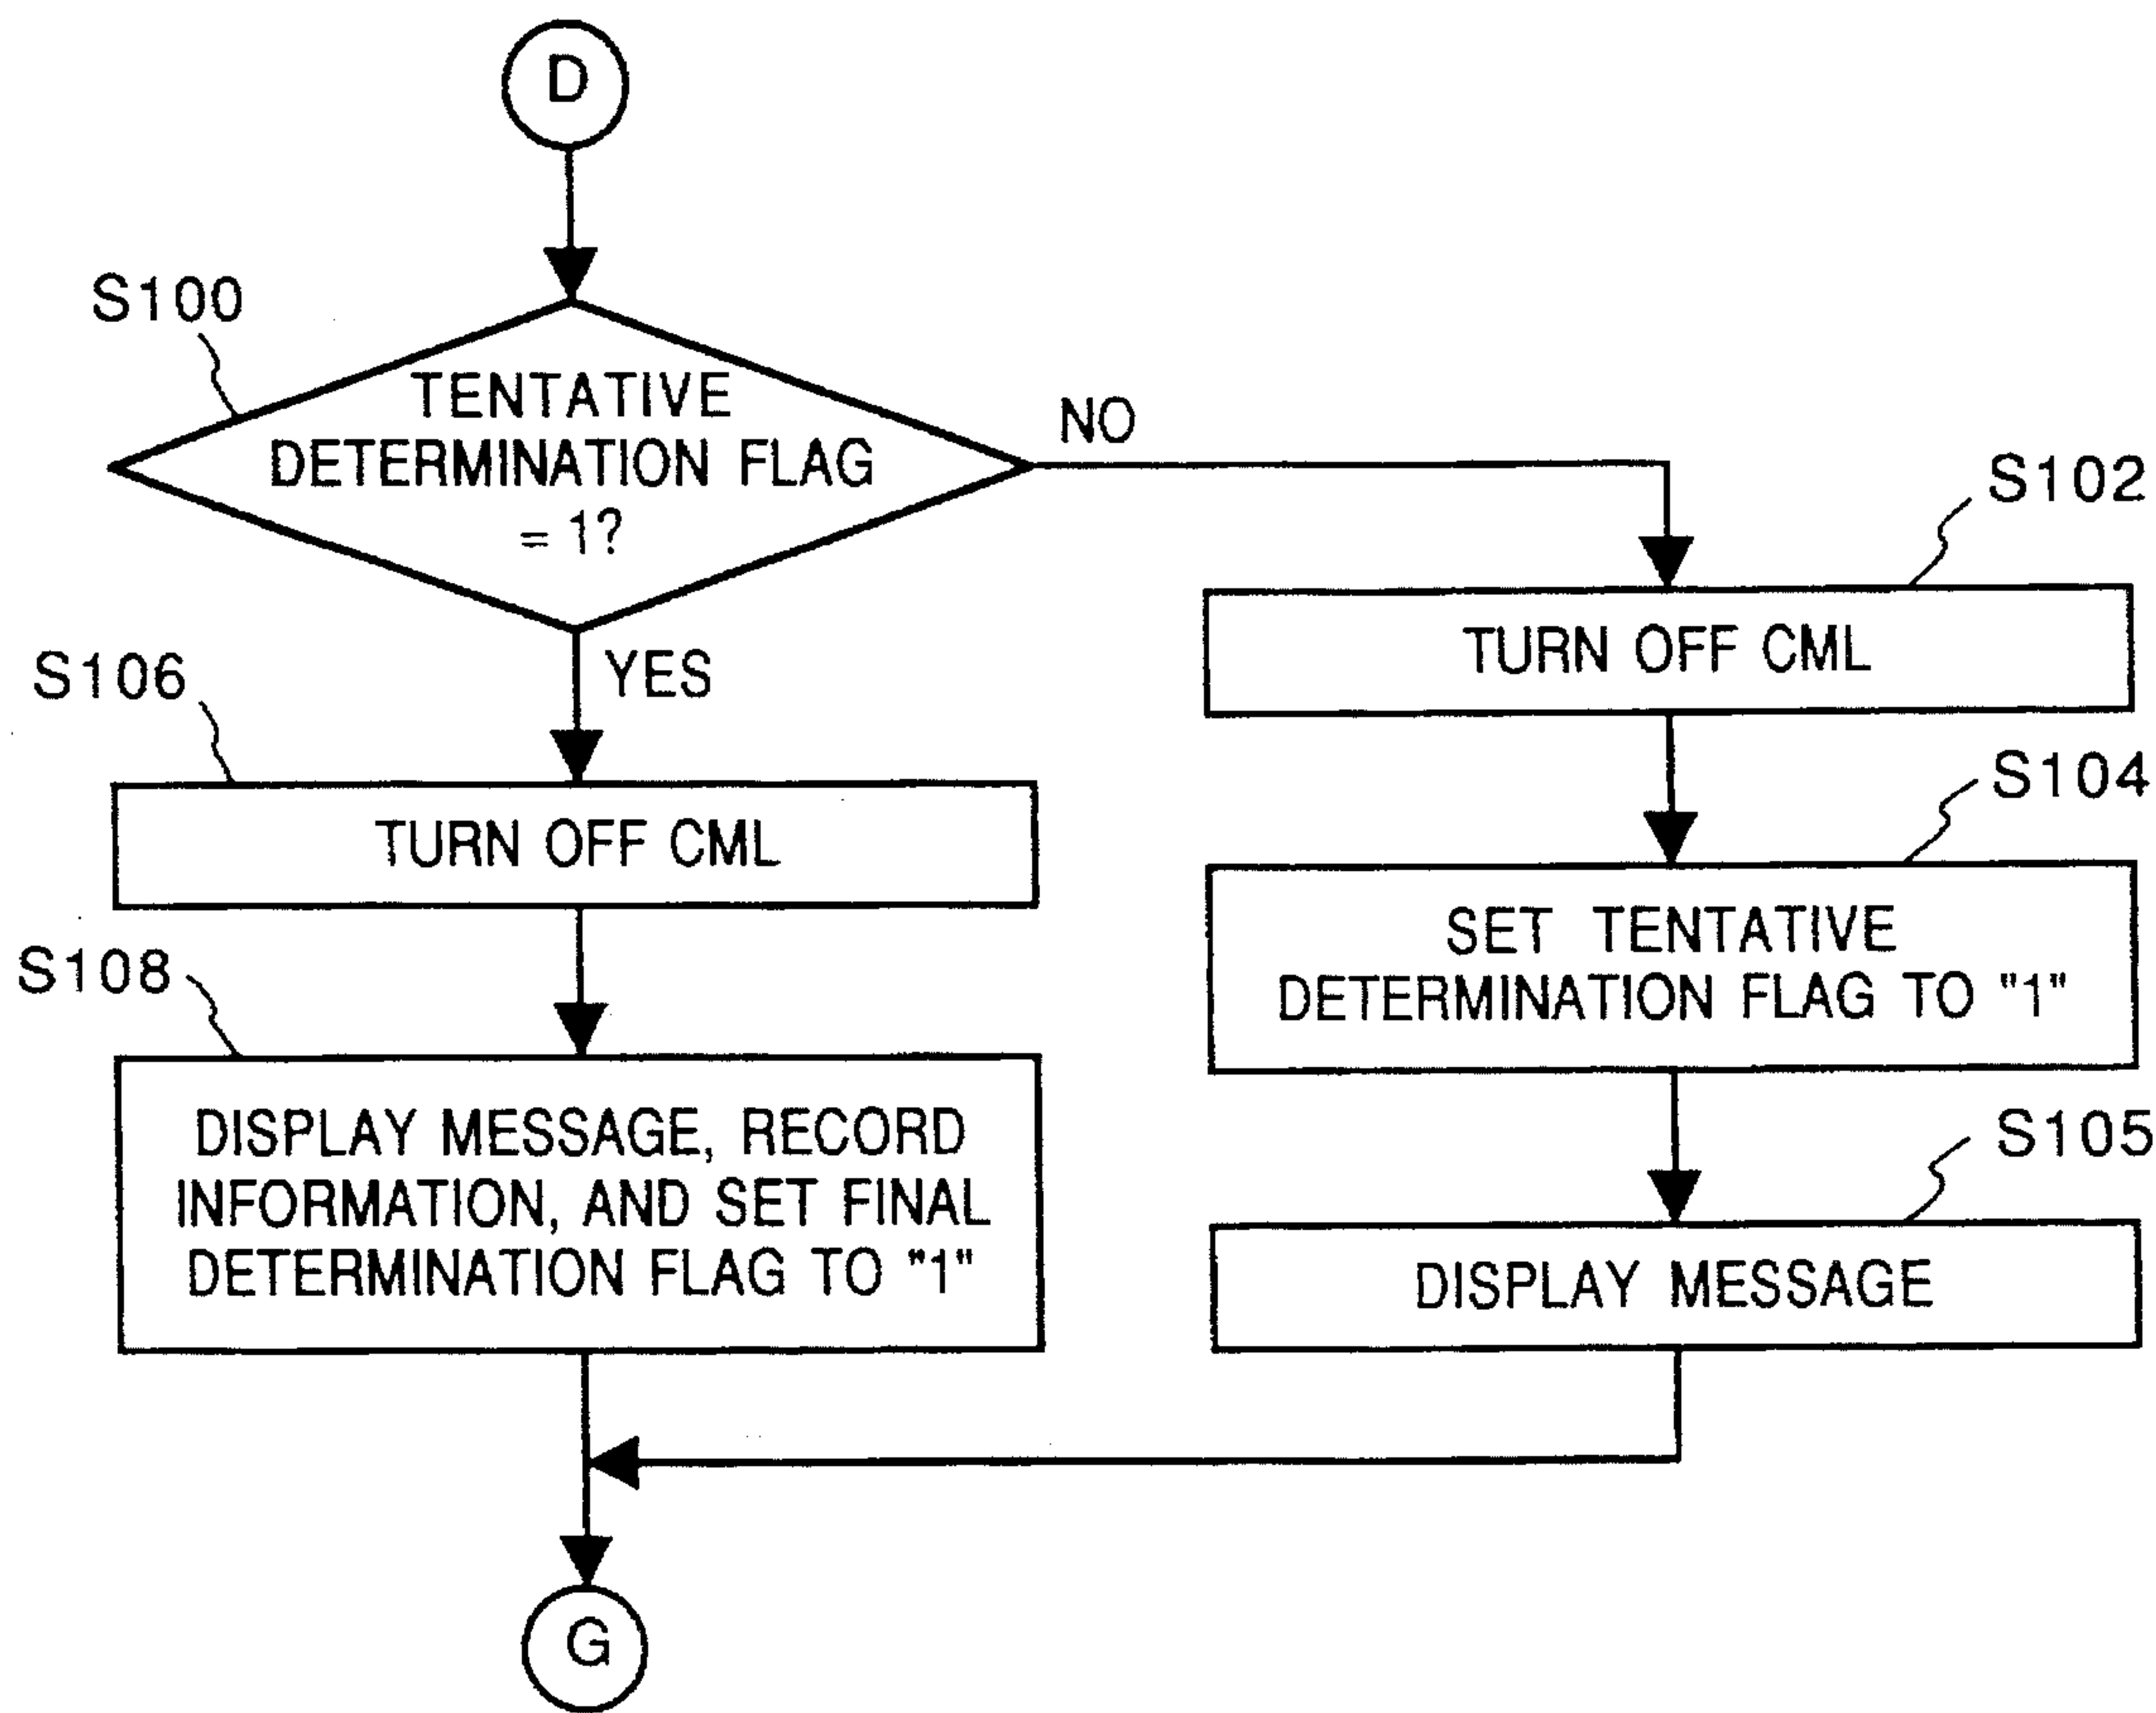 D
S100
TENTATIVE
DETERMINATION FLAG
= 1?
NO
YES
S102
TURN OFF CML
S104
SET TENTATIVE
DETERMINATION FLAG TO "1"
S105
DISPLAY MESSAGE
S106
TURN OFF CML
S108
DISPLAY MESSAGE, RECORD
INFORMATION, AND SET FINAL
DETERMINATION FLAG TO "1"
G